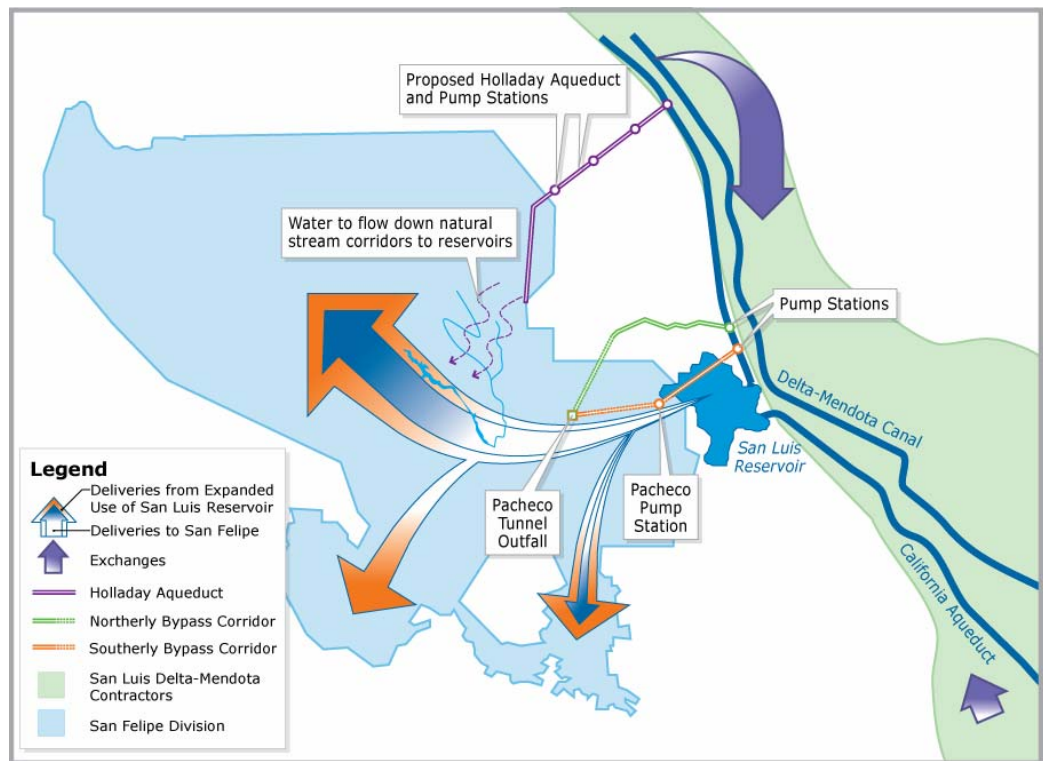 Proposed Holladay Aqueduct
and Pump Stations
Water to flow down natural
stream corridors to reservoirs
Pump Stations
Delta-Mendota Canal
San Luis
Reservoir
Pacheco
Tunnel
Outfall
Pacheco
Pump
Station
California Aqueduct
Legend
Deliveries from Expanded
Use of San Luis Reservoir
Deliveries to San Felipe
Exchanges
Holladay Aqueduct
Northerly Bypass Corridor
Southerly Bypass Corridor
San Luis Delta-Mendota
Contractors
San Felipe Division